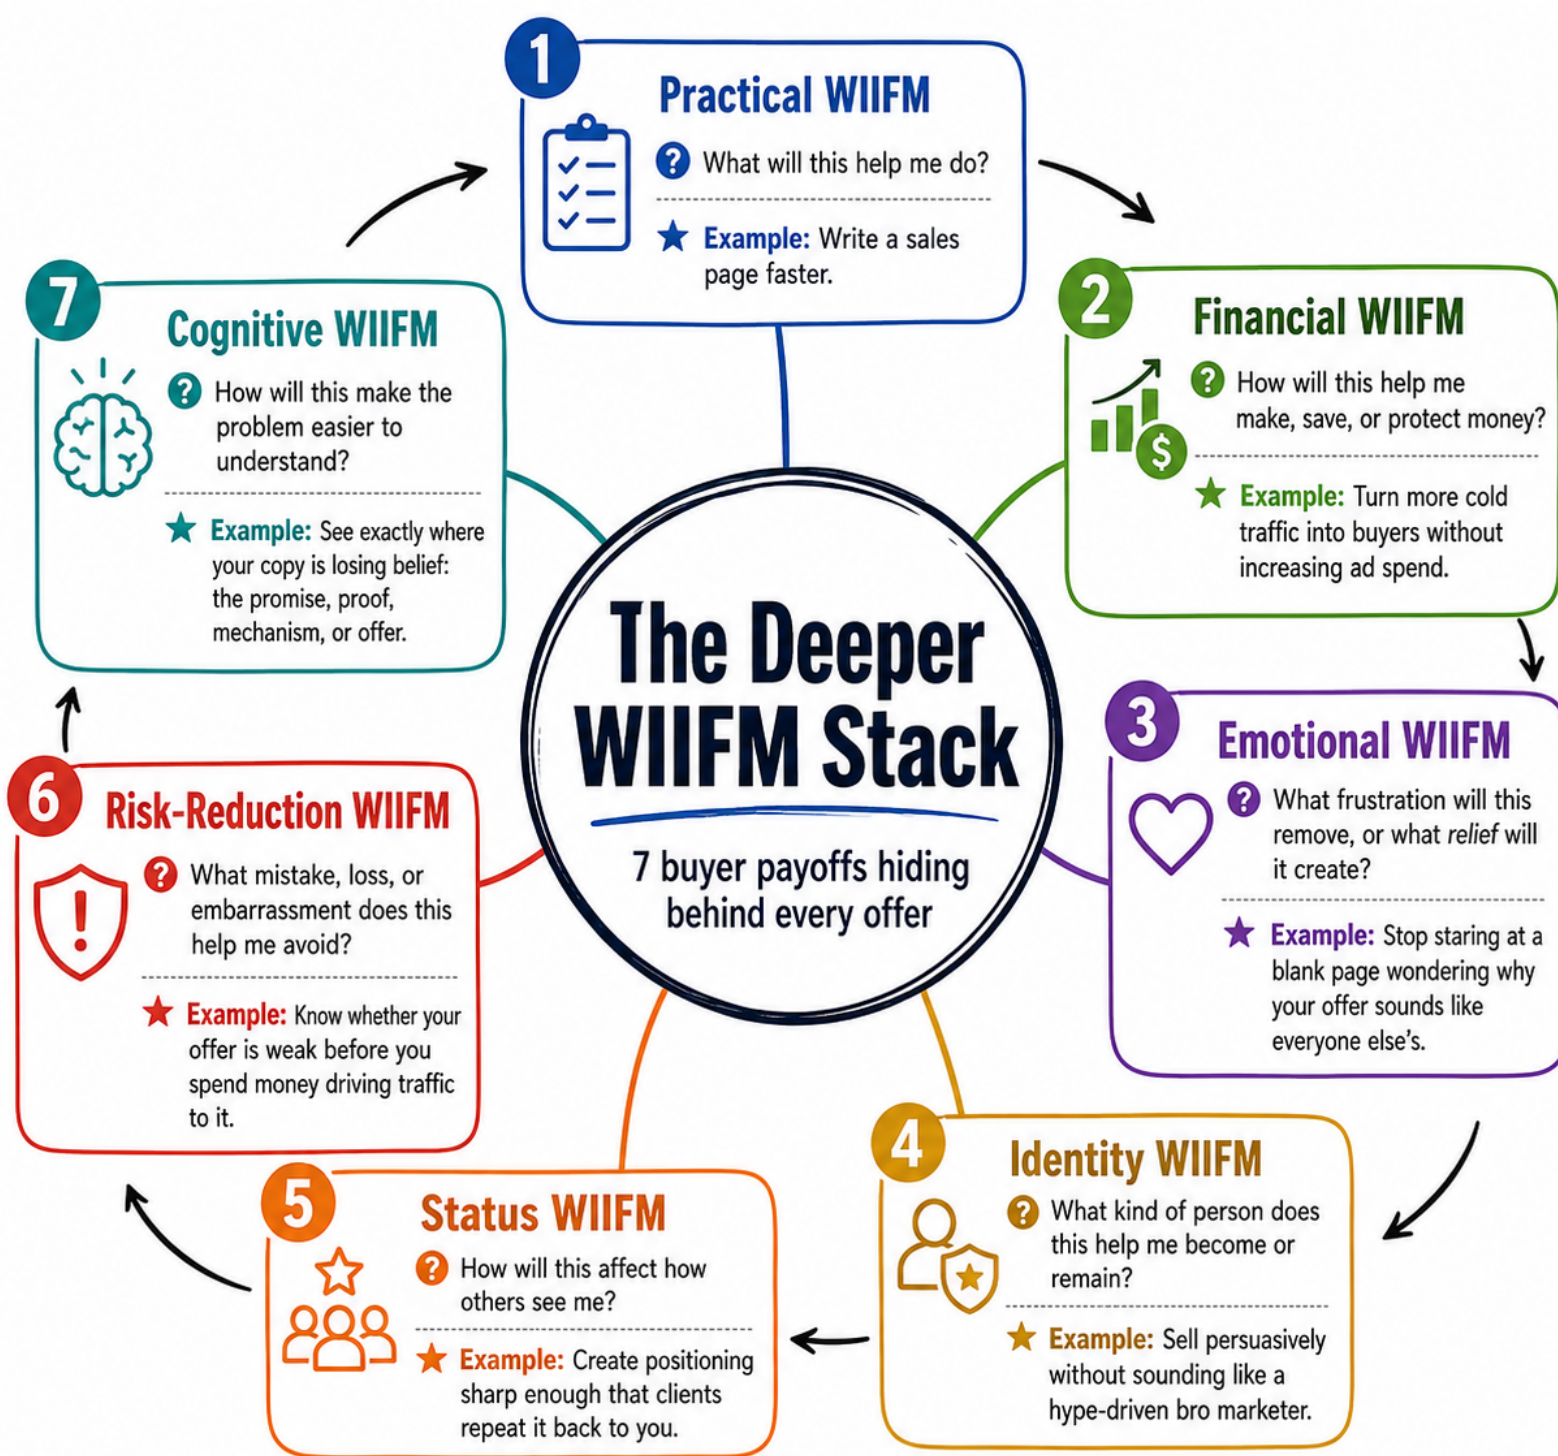 1
Practical WIIFM
? What will this help me do?
Example: Write a sales
page faster.
2
Financial WIIFM
? How will this help me
make, save, or protect money?
$
Example: Turn more cold
traffic into buyers without
increasing ad spend.
3
Emotional WIIFM
? What frustration will this
remove, or what relief will
it create?
Example: Stop staring at a
blank page wondering why
your offer sounds like
everyone else's.
4
Identity WIIFM
? What kind of person does
this help me become or
remain?
Example: Sell persuasively
without sounding like a
hype-driven bro marketer.
5
Status WIIFM
? How will this affect how
others see me?
Example: Create positioning
sharp enough that clients
repeat it back to you.
6
Risk-Reduction WIIFM
? What mistake, loss, or
embarrassment does this
help me avoid?
!
Example: Know whether your
offer is weak before you
spend money driving traffic
to it.
7
Cognitive WIIFM
? How will this make the
problem easier to
understand?
Example: See exactly where
your copy is losing belief:
the promise, proof,
mechanism, or offer.
The Deeper
WIIFM Stack
7 buyer payoffs hiding
behind every offer